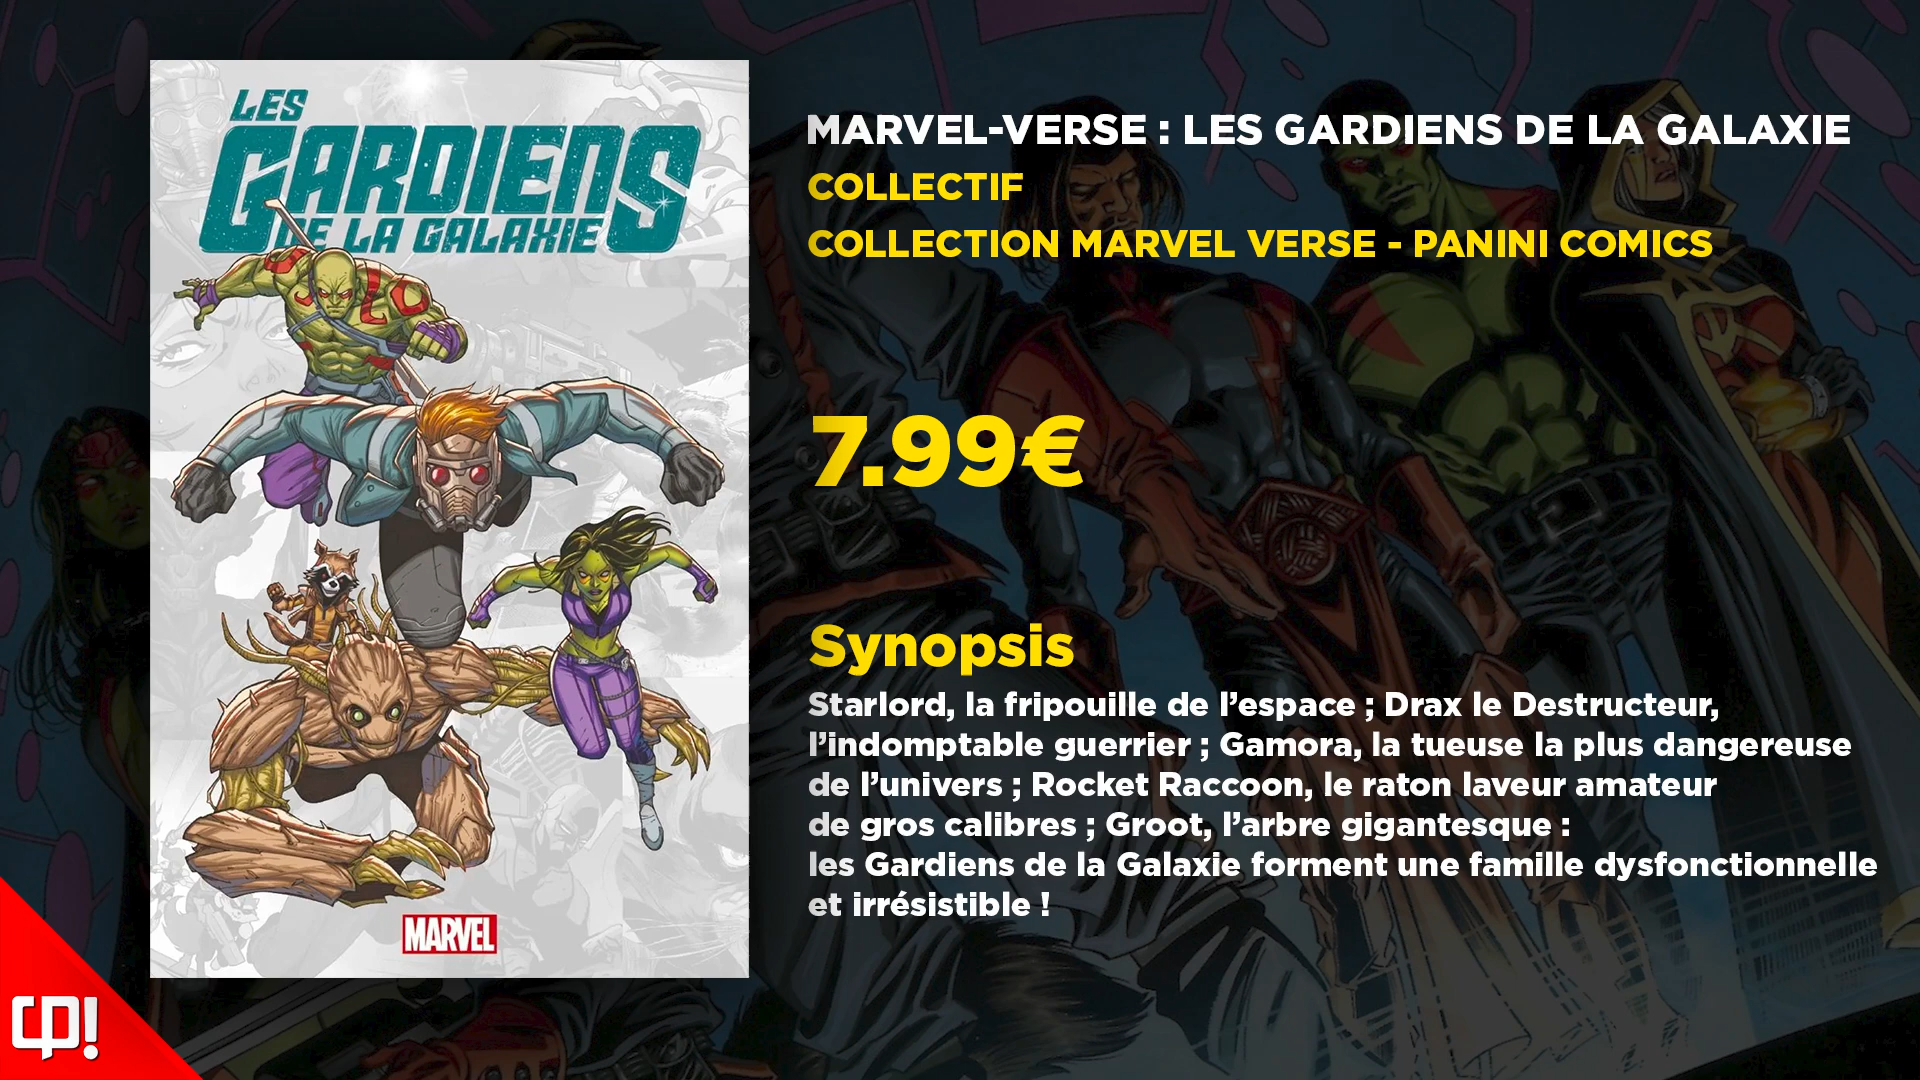 LES
GARDIENS
DE LA GALAXIE
MARVEL
MARVEL-VERSE : LES GARDIENS DE LA GALAXIE
COLLECTIF
COLLECTION MARVEL VERSE - PANINI COMICS
7.99€
Synopsis
Starlord, la fripouille de l’espace ; Drax le Destructeur,
l’indomptable guerrier ; Gamora, la tueuse la plus dangereuse
de l’univers ; Rocket Raccoon, le raton laveur amateur
de gros calibres ; Groot, l’arbre gigantesque :
les Gardiens de la Galaxie forment une famille dysfonctionnelle
et irrésistible !
CP!